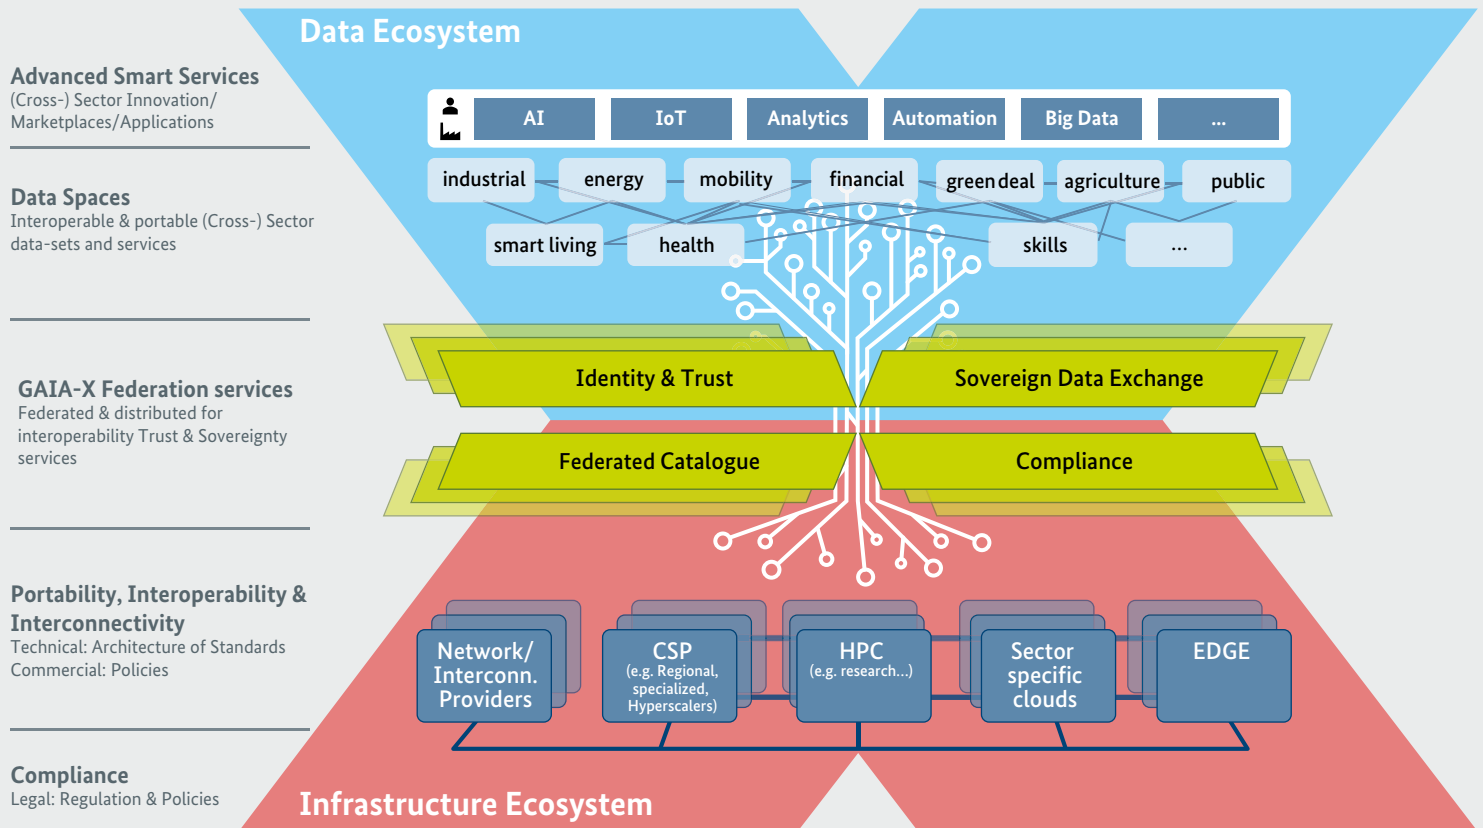 Data Ecosystem
Advanced Smart Services
(Cross-) Sector Innovation/
Marketplaces/Applications
AI
IoT
Analytics
Automation
Big Data
...
Data Spaces
Interoperable & portable (Cross-) Sector
data-sets and services
industrial
energy
mobility
financial
green deal
agriculture
public
smart living
health
skills
...
GAIA-X Federation services
Federated & distributed for
interoperability Trust & Sovereignty
services
Identity & Trust
Sovereign Data Exchange
Federated Catalogue
Compliance
Portability, Interoperability &
Interconnectivity
Technical: Architecture of Standards
Commercial: Policies
Network/
Interconn.
Providers
CSP
(e.g. Regional,
specialized,
Hyperscalers)
HPC
(e.g. research...)
Sector
specific
clouds
EDGE
Compliance
Legal: Regulation & Policies
Infrastructure Ecosystem